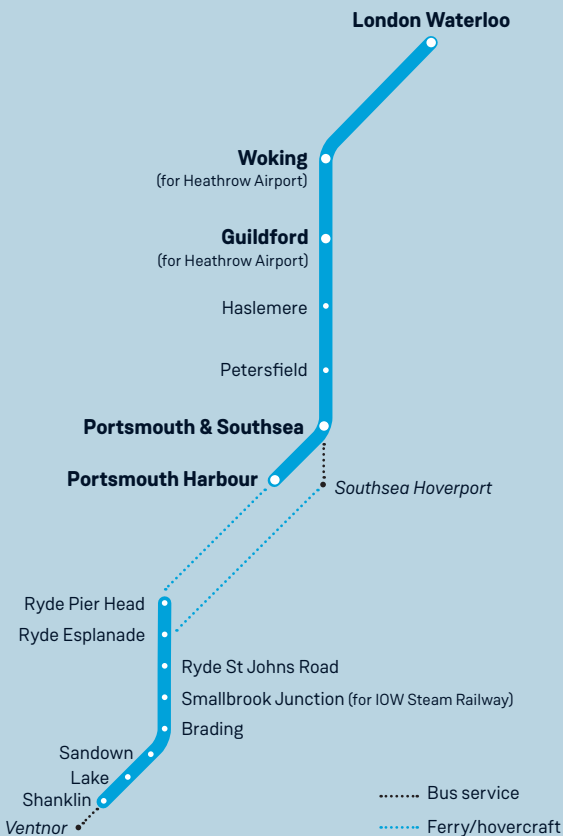 London Waterloo
Woking
(for Heathrow Airport)
Guildford
(for Heathrow Airport)
Haslemere
Petersfield
Portsmouth & Southsea
Portsmouth Harbour
Southsea Hoverport
Ryde Pier Head
Ryde Esplanade
Ryde St Johns Road
Smallbrook Junction (for IOW Steam Railway)
Brading
Sandown
Lake
Shanklin
Ventnor
Bus service
Ferry/hovercraft